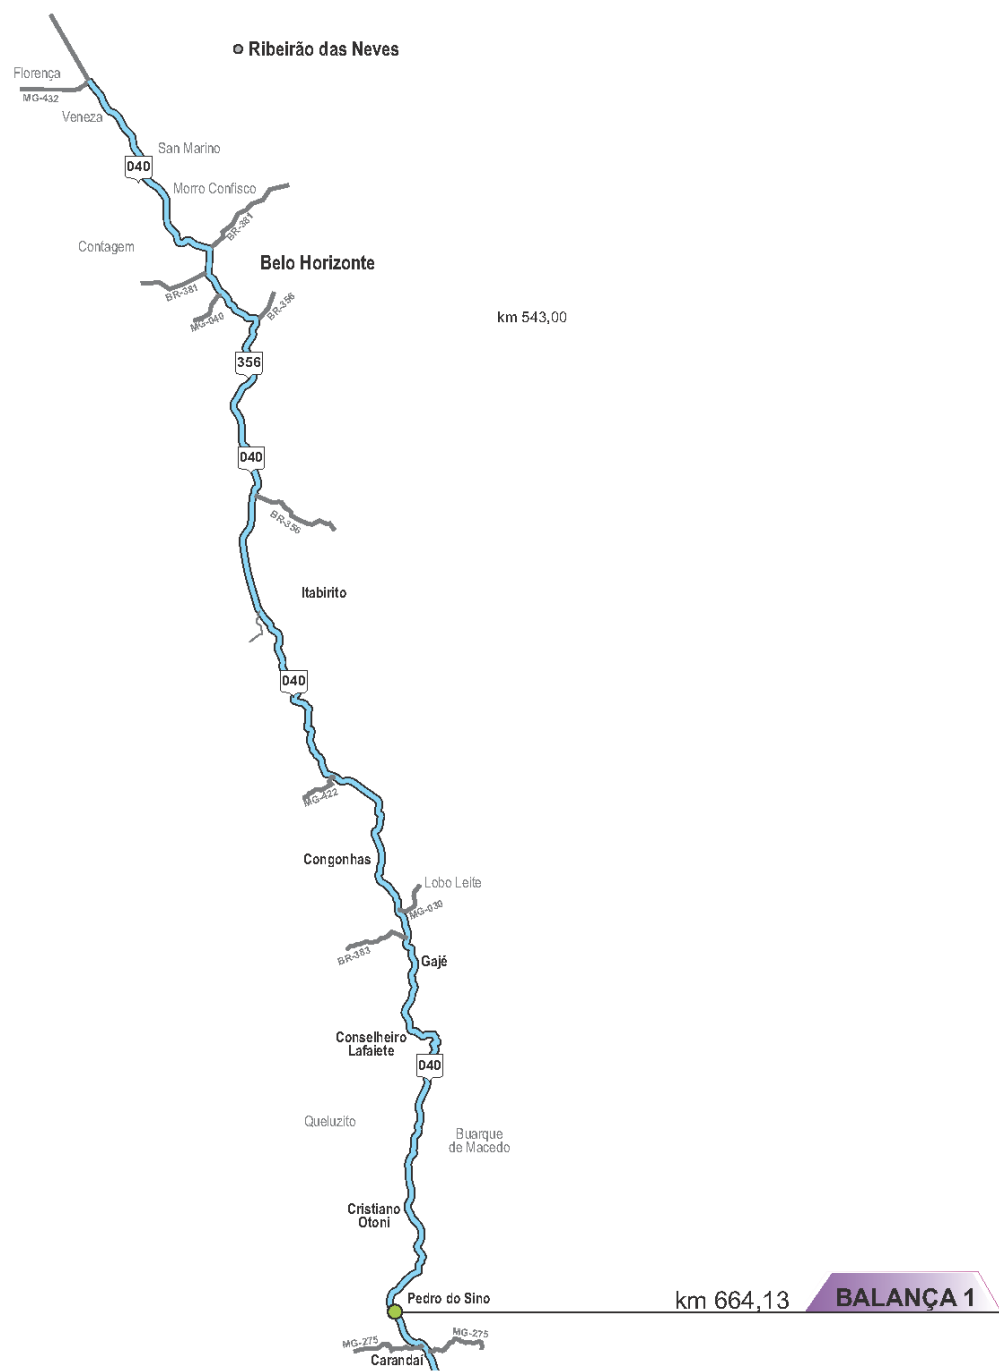 Ribeirão das Neves
Florença
MG-432
Veneza
San Marino
040
Morro Confisco
BR-381
Contagem
Belo Horizonte
BR-381
BR-356
MG-040
km 543,00
356
040
BR-356
Itabirito
040
MG-422
Congonhas
Lobo Leite
MG-030
BR-383
Gajé
Conselheiro
Lafaiete
040
Queluzito
Buarque
de Macedo
Cristiano
Otoni
Pedro do Sino
km 664,13
BALANÇA 1
MG-275
MG-275
Carandaí